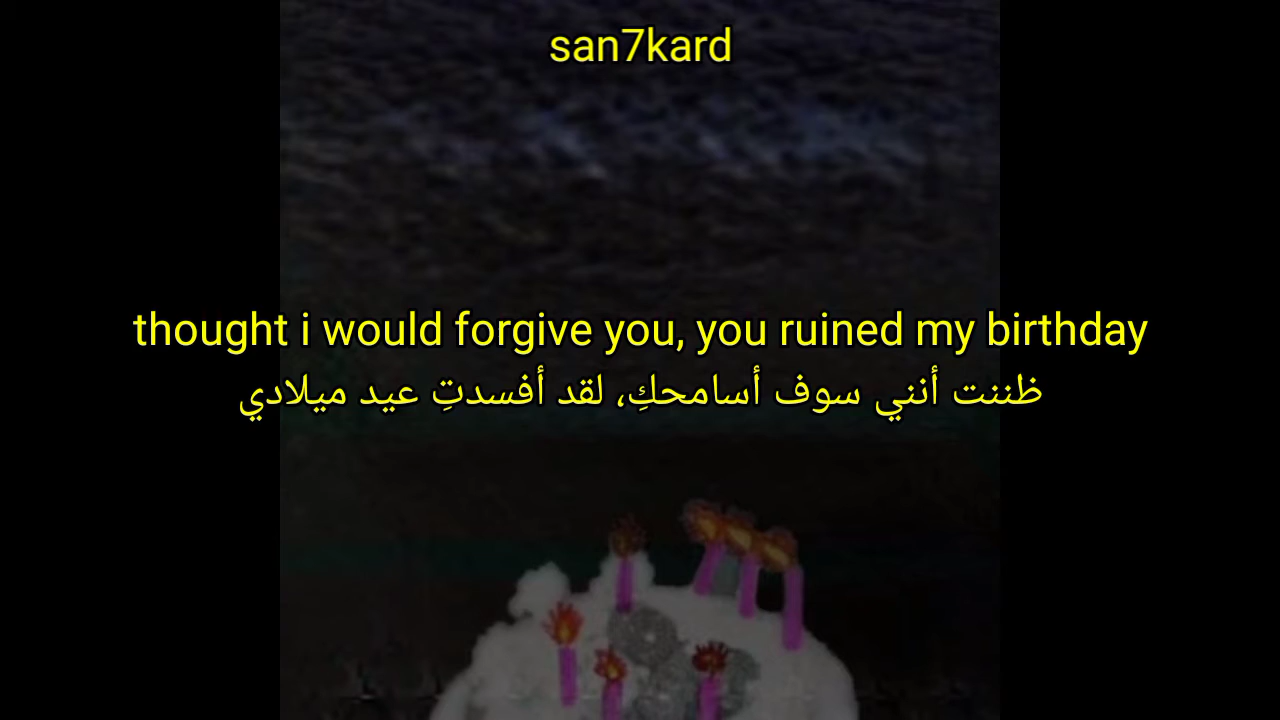 san7kard
thought i would forgive you, you ruined my birthday
ظننت أنني سوف أسامحكِ، لقد أفسدتِ عيد ميلادي